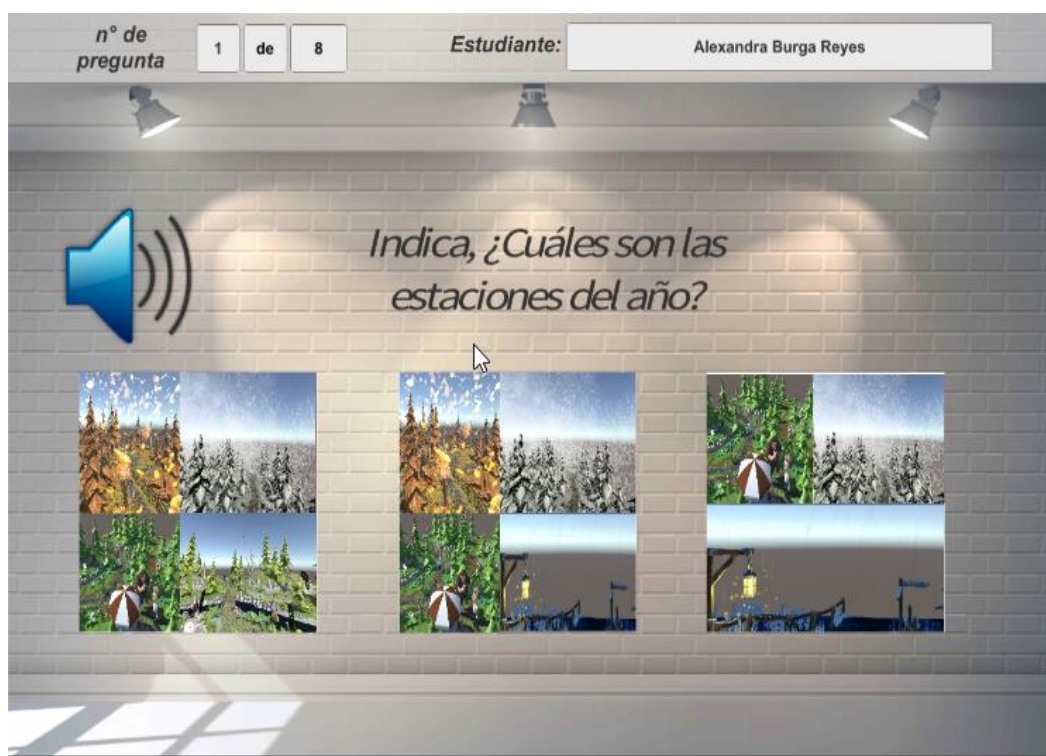 n° de
pregunta
1 de 8
Estudiante: Alexandra Burga Reyes
Indica, ¿Cuáles son las
estaciones del año?